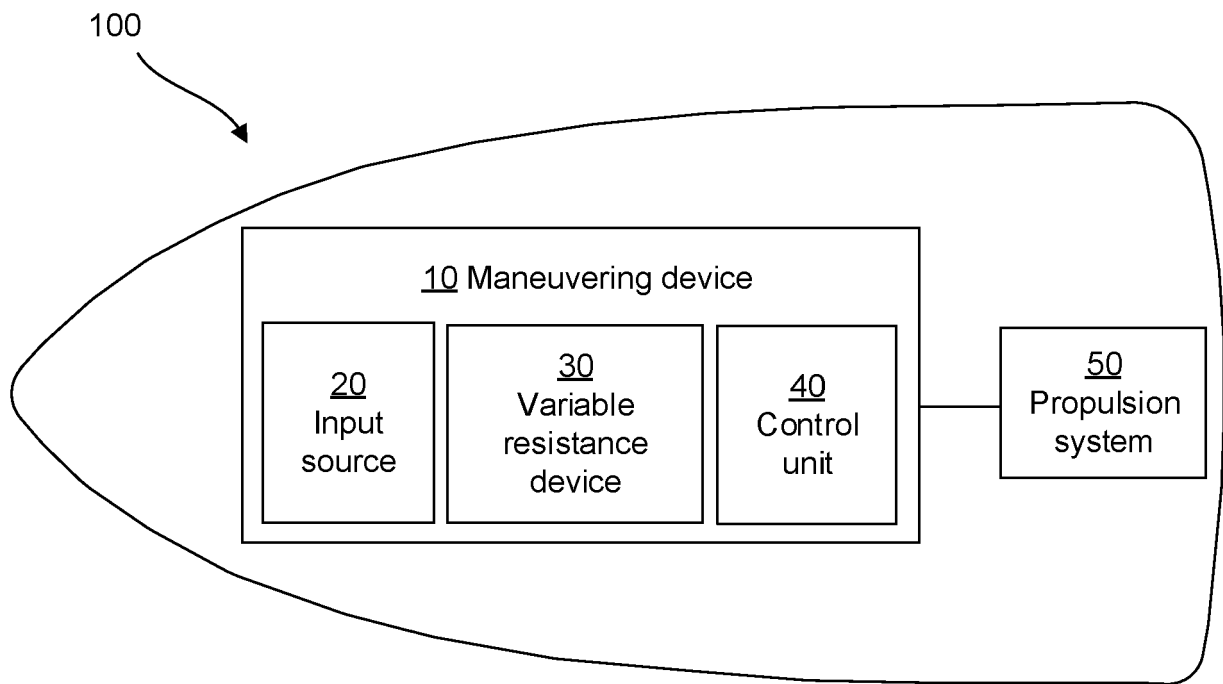 100
10 Maneuvering device
20
Input
source
30
Variable
resistance
device
40
Control
unit
50
Propulsion
system